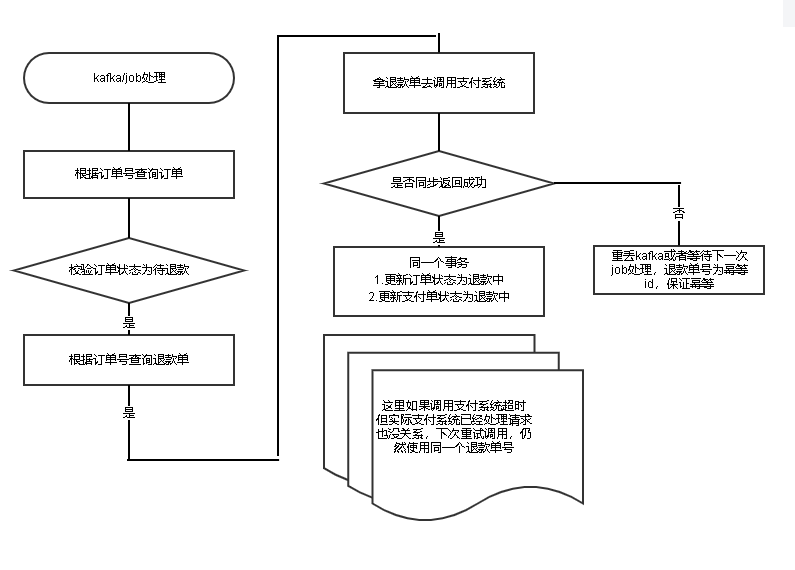 kafka/job处理
根据订单号查询订单
校验订单状态为待退款
是
根据订单号查询退款单
是
拿退款单去调用支付系统
是否同步返回成功
否
是
同一个事务
1.更新订单状态为退款中
2.更新支付单状态为退款中
重丢kafka或者等待下一次
job处理，退款单号为幂等
id，保证幂等
这里如果调用支付系统超时
但实际支付系统已经处理请求
也没关系，下次重试调用，仍
然使用同一个退款单号